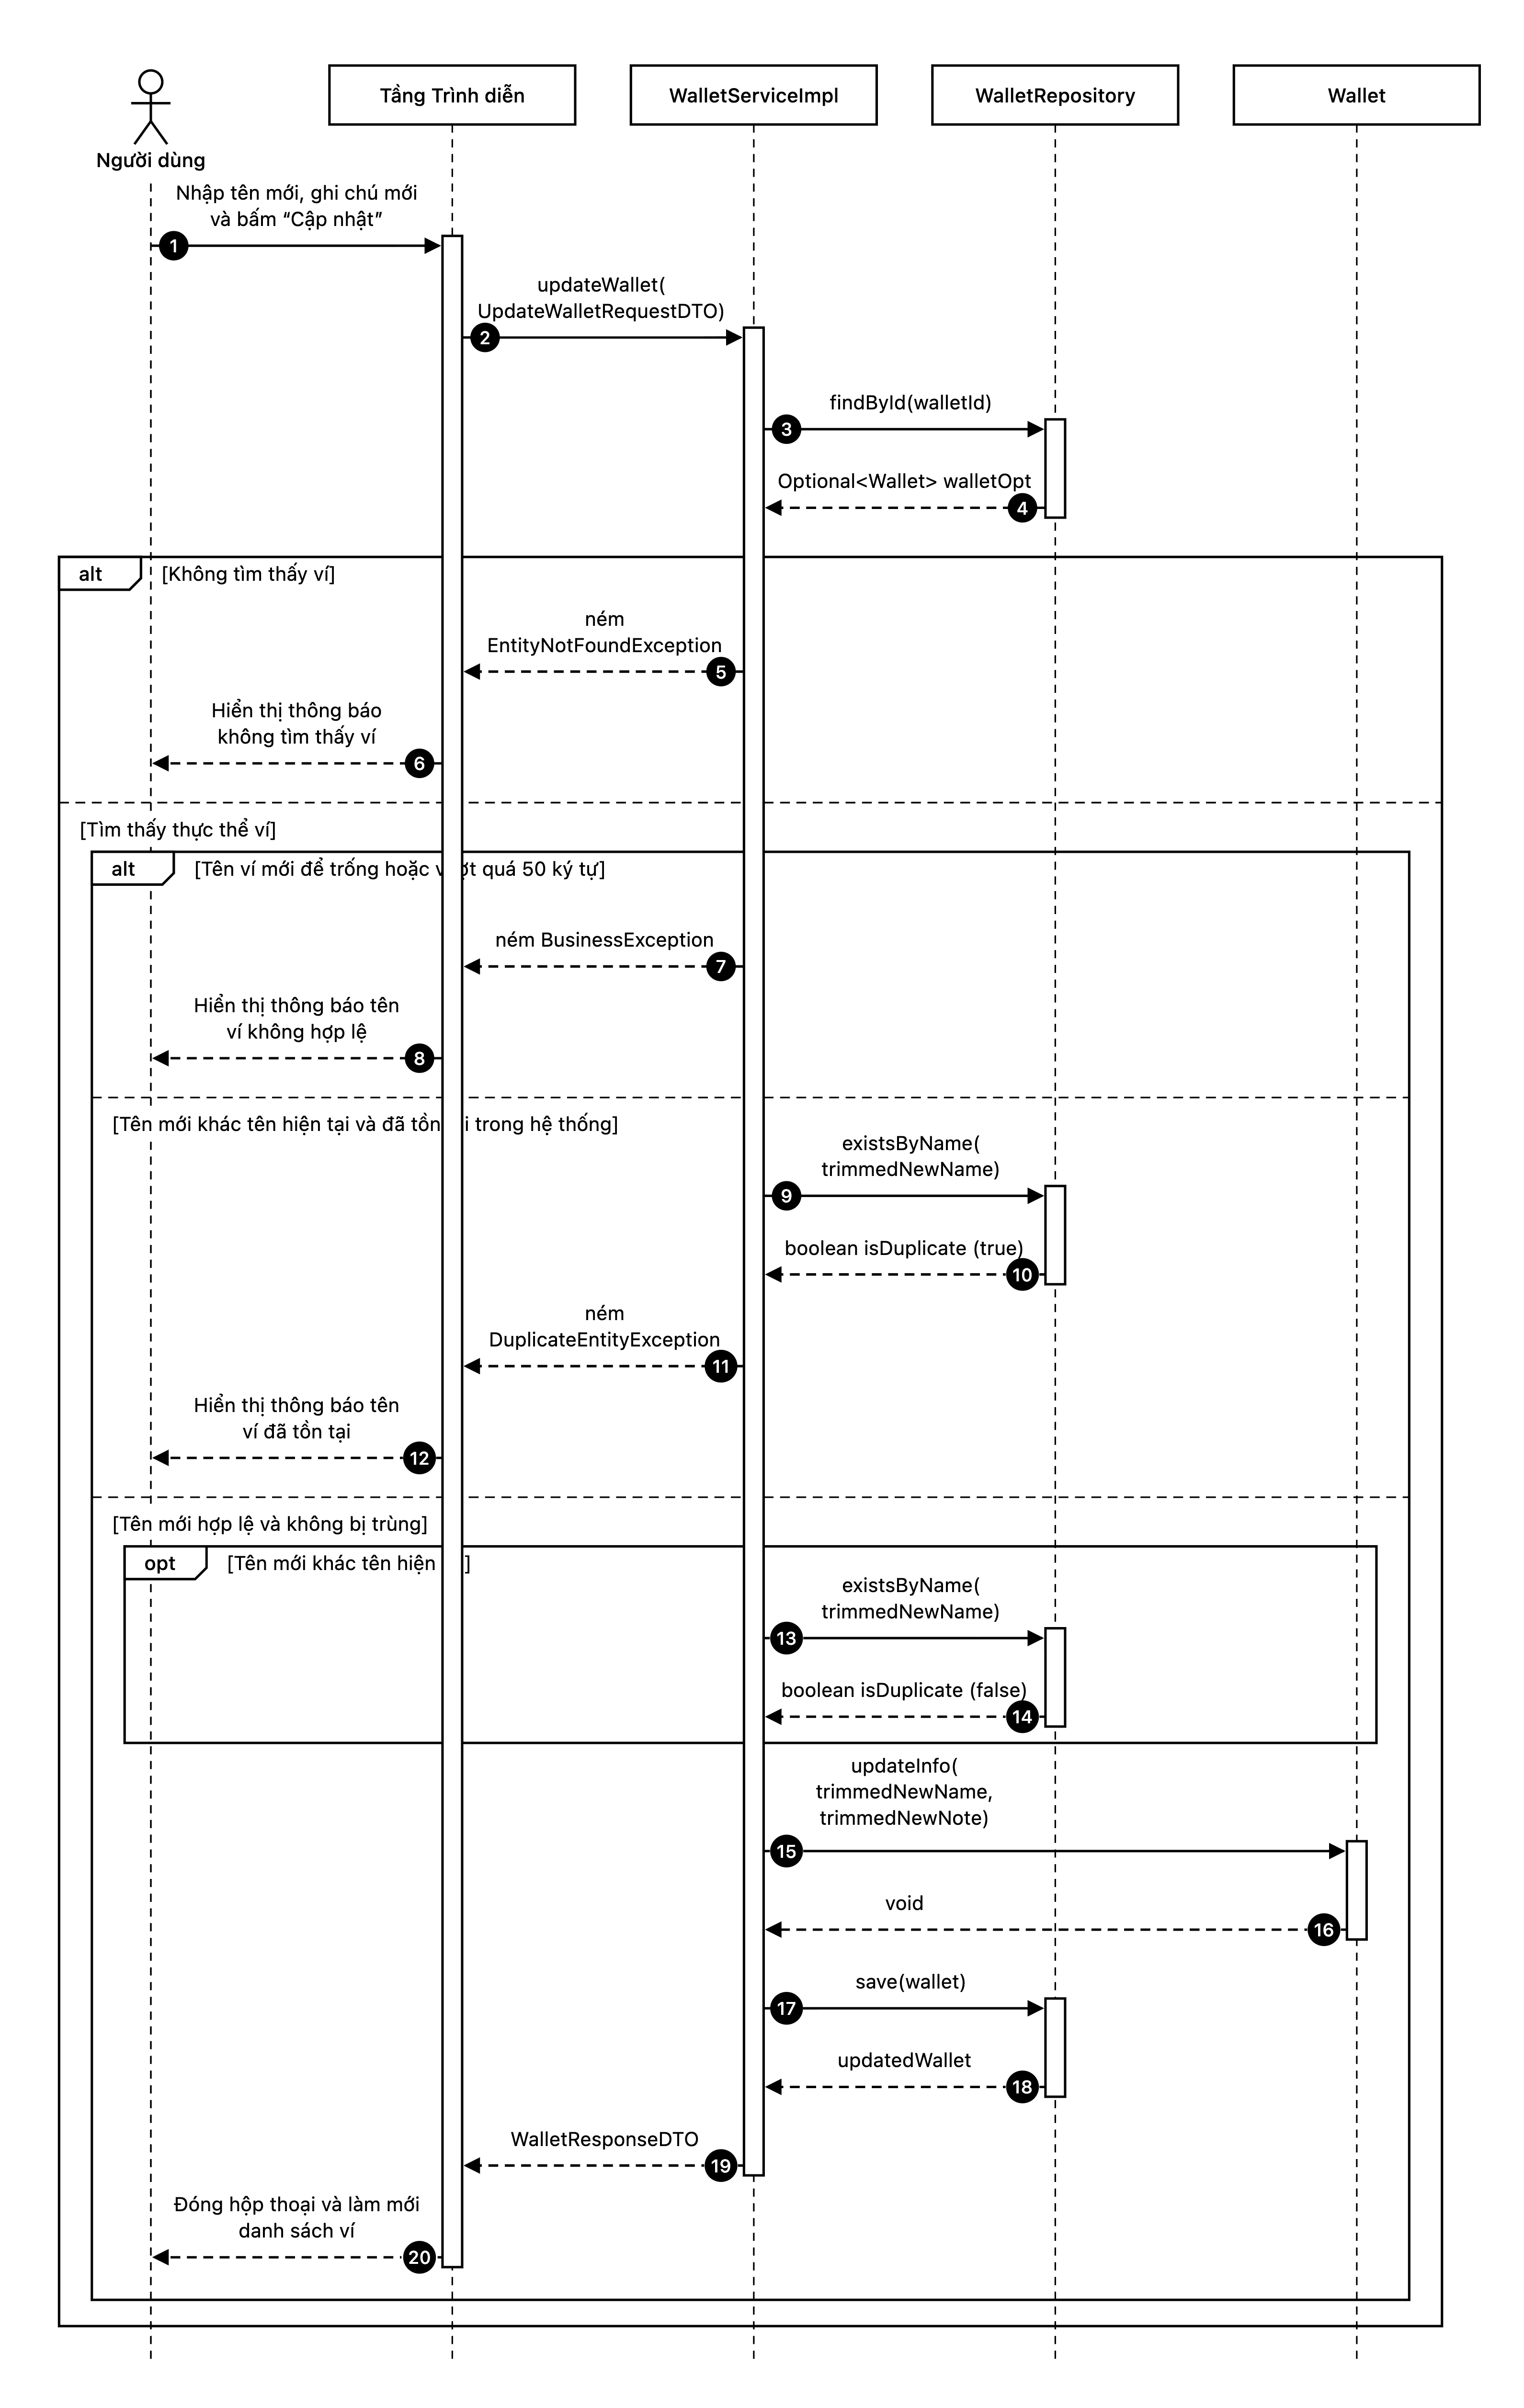 Tầng Trình diễn
WalletServiceImpl
WalletRepository
Wallet
Người dùng
Nhập tên mới, ghi chú mới
và bấm “Cập nhật”
1
updateWallet(
UpdateWalletRequestDTO)
2
findById(walletId)
3
Optional<Wallet> walletOpt
4
alt
[Không tìm thấy ví]
ném
EntityNotFoundException
5
Hiển thị thông báo
không tìm thấy ví
6
[Tìm thấy thực thể ví]
alt
[Tên ví mới để trống hoặc quá 50 ký tự]
ném BusinessException
7
Hiển thị thông báo tên
ví không hợp lệ
8
[Tên mới khác tên hiện tại và đã tồn trong hệ thống]
existsByName(
trimmedNewName)
9
boolean isDuplicate (true)
10
ném
DuplicateEntityException
11
Hiển thị thông báo tên
ví đã tồn tại
12
[Tên mới hợp lệ và không bị trùng]
opt
[Tên mới khác tên hiện ]
existsByName(
trimmedNewName)
13
boolean isDuplicate (false)
14
updateInfo(
trimmedNewName,
trimmedNewNote)
15
void
16
save(wallet)
17
updatedWallet
18
WalletResponseDTO
19
Đóng hộp thoại và làm mới
danh sách ví
20